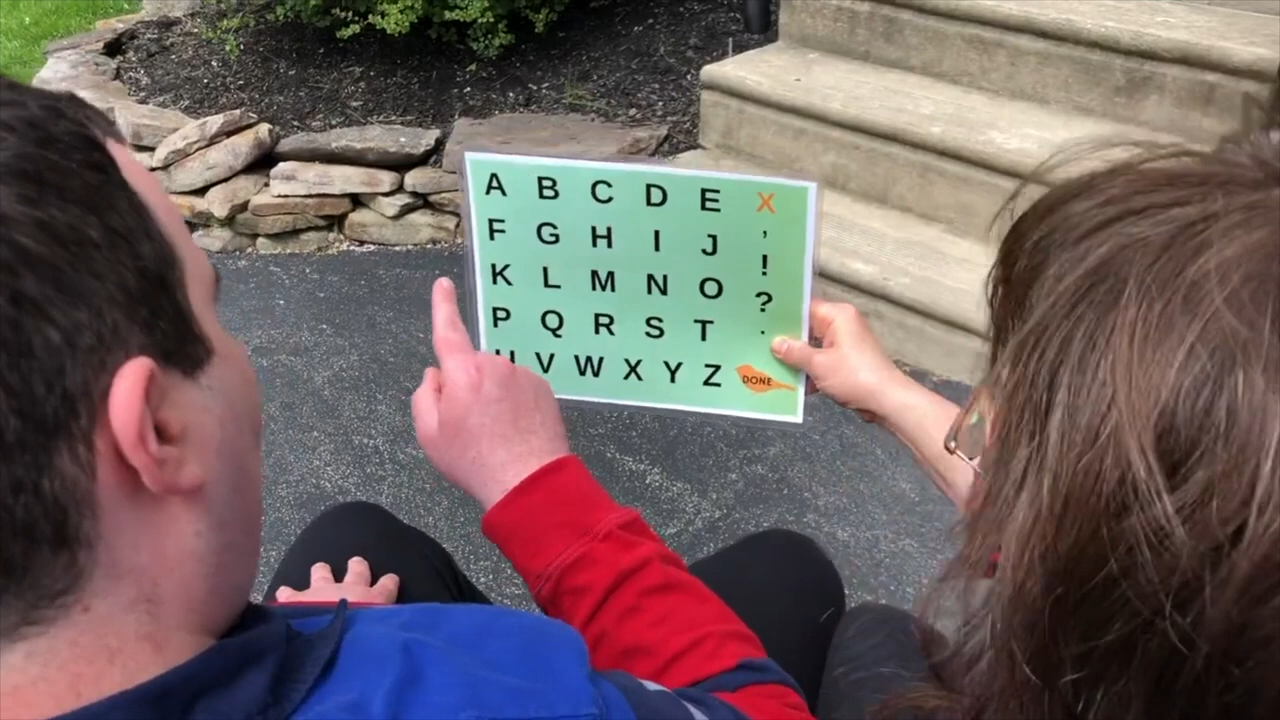 A B C D E X
F G H I J ,
K L M N O !
P Q R S T ?
U V W X Y Z .
DONE